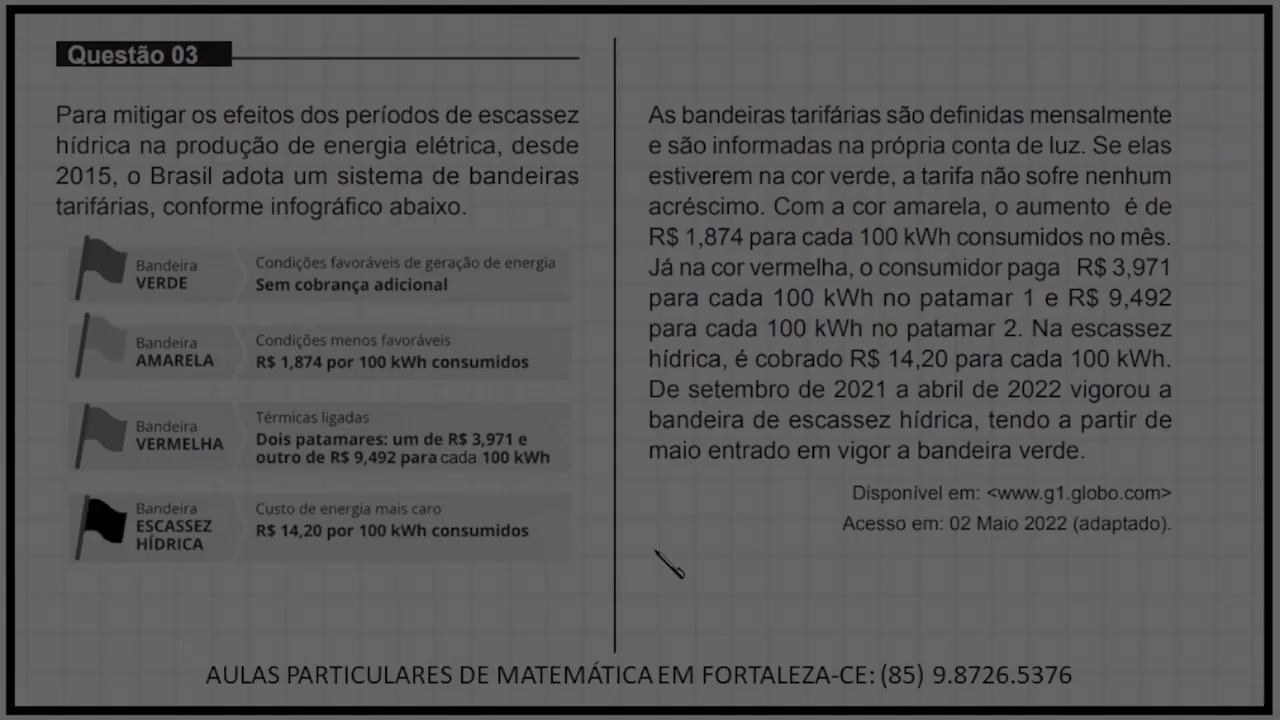 Questão 03
Para mitigar os efeitos dos períodos de escassez
hídrica na produção de energia elétrica, desde
2015, o Brasil adota um sistema de bandeiras
tarifárias, conforme infográfico abaixo.
Bandeira
VERDE
Condições favoráveis de geração de energia
Sem cobrança adicional
Bandeira
AMARELA
Condições menos favoráveis
R$ 1,874 por 100 kWh consumidos
Bandeira
VERMELHA
Térmicas ligadas
Dois patamares: um de R$ 3,971 e
outro de R$ 9,492 para cada 100 kWh
Bandeira
ESCASSEZ
HÍDRICA
Custo de energia mais caro
R$ 14,20 por 100 kWh consumidos
As bandeiras tarifárias são definidas mensalmente
e são informadas na própria conta de luz. Se elas
estiverem na cor verde, a tarifa não sofre nenhum
acréscimo. Com a cor amarela, o aumento é de
R$ 1,874 para cada 100 kWh consumidos no mês.
Já na cor vermelha, o consumidor paga R$ 3,971
para cada 100 kWh no patamar 1 e R$ 9,492
para cada 100 kWh no patamar 2. Na escassez
hídrica, é cobrado R$ 14,20 para cada 100 kWh.
De setembro de 2021 a abril de 2022 vigorou a
bandeira de escassez hídrica, tendo a partir de
maio entrado em vigor a bandeira verde.
Disponível em: <www.g1.globo.com>
Acesso em: 02 Maio 2022 (adaptado).
AULAS PARTICULARES DE MATEMÁTICA EM FORTALEZA-CE: (85) 9.8726.5376